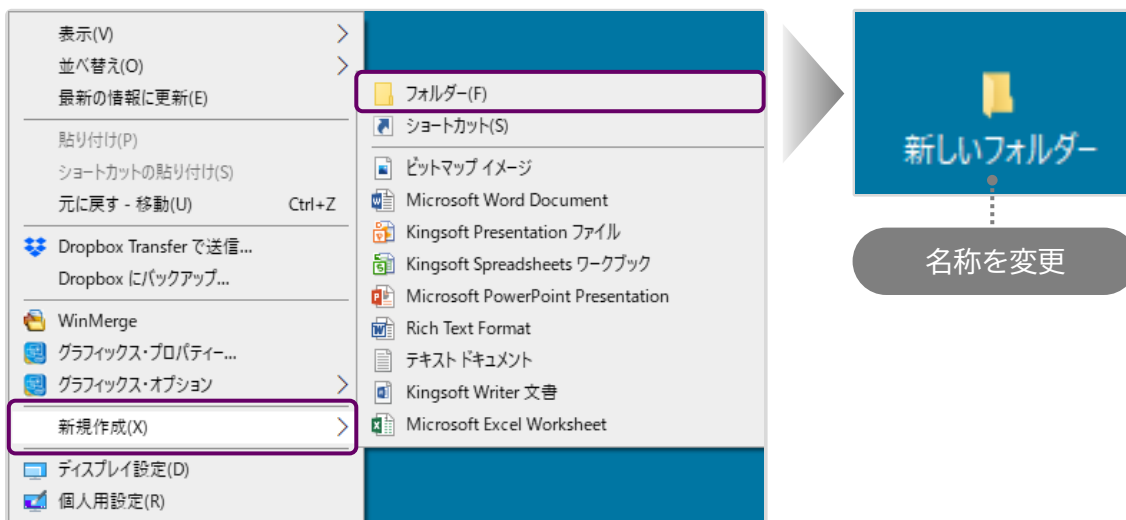 表示(V)
並べ替え(O)
最新の情報に更新(E)
貼り付け(P)
ショートカットの貼り付け(S)
元に戻す - 移動(U) Ctrl+Z
Dropbox Transfer で送信...
Dropbox にバックアップ...
WinMerge
グラフィックス・プロパティー...
グラフィックス・オプション
新規作成(X)
ディスプレイ設定(D)
個人用設定(R)
フォルダー(F)
ショートカット(S)
ビットマップ イメージ
Microsoft Word Document
Kingsoft Presentation ファイル
Kingsoft Spreadsheets ワークブック
Microsoft PowerPoint Presentation
Rich Text Format
テキスト ドキュメント
Kingsoft Writer 文書
Microsoft Excel Worksheet
新しいフォルダー
名称を変更